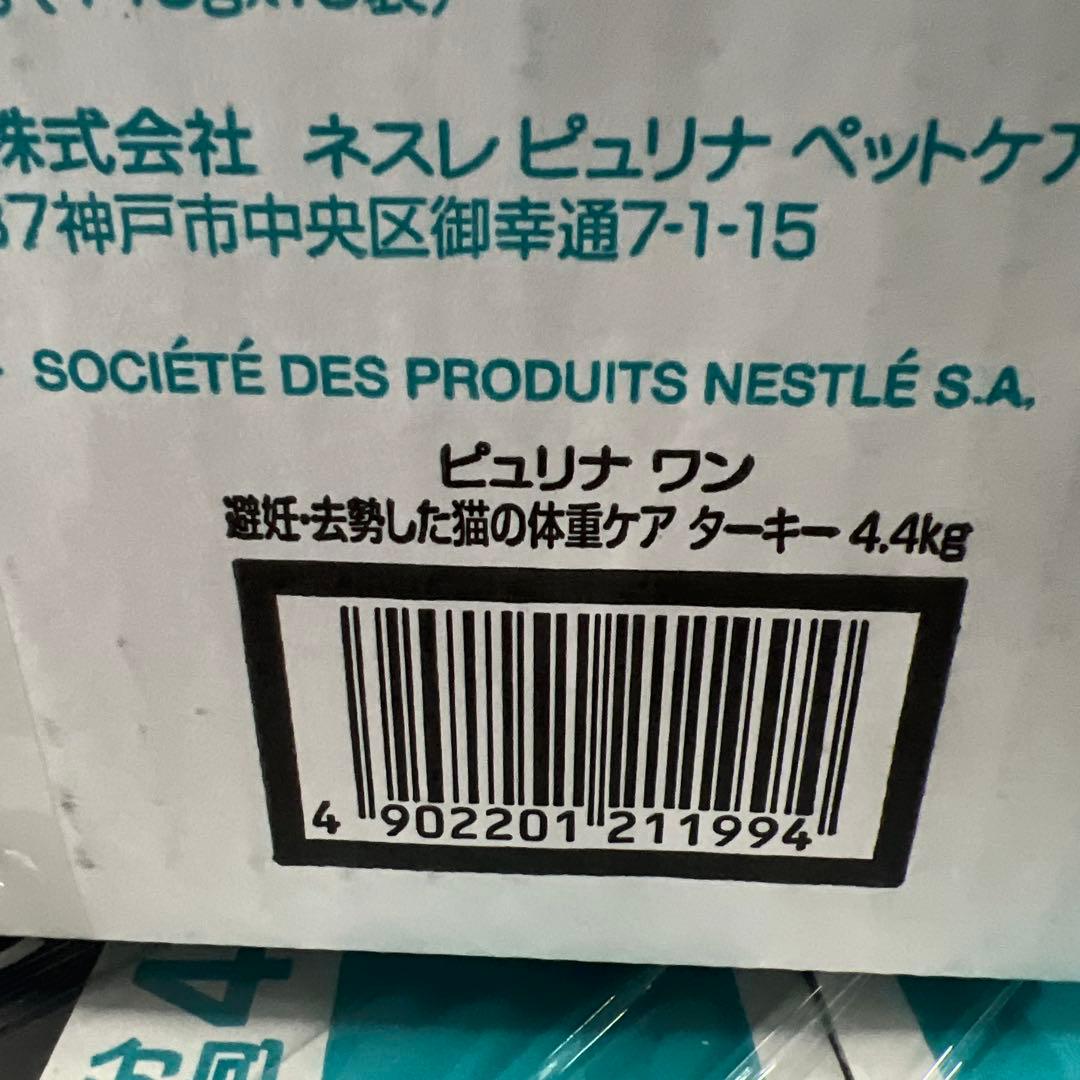 株式会社 ネスレ ピュリナ ペットケア
37神戸市中央区御幸通7-1-15
SOCIÉTÉ DES PRODUITS NESTLÉ S.A.
ピュリナ ワン
避妊・去勢した猫の体重ケア ターキー 4.4kg
4 902201 211994
4